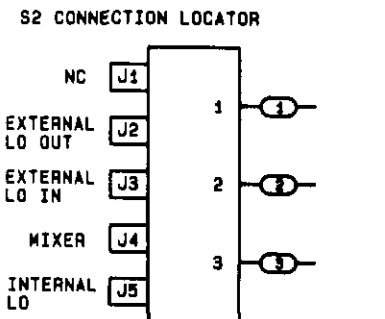 S2 CONNECTION LOCATOR
NC J1
1 1
EXTERNAL
LO OUT J2
EXTERNAL
LO IN J3
2 2
MIXER J4
3 3
INTERNAL
LO J5